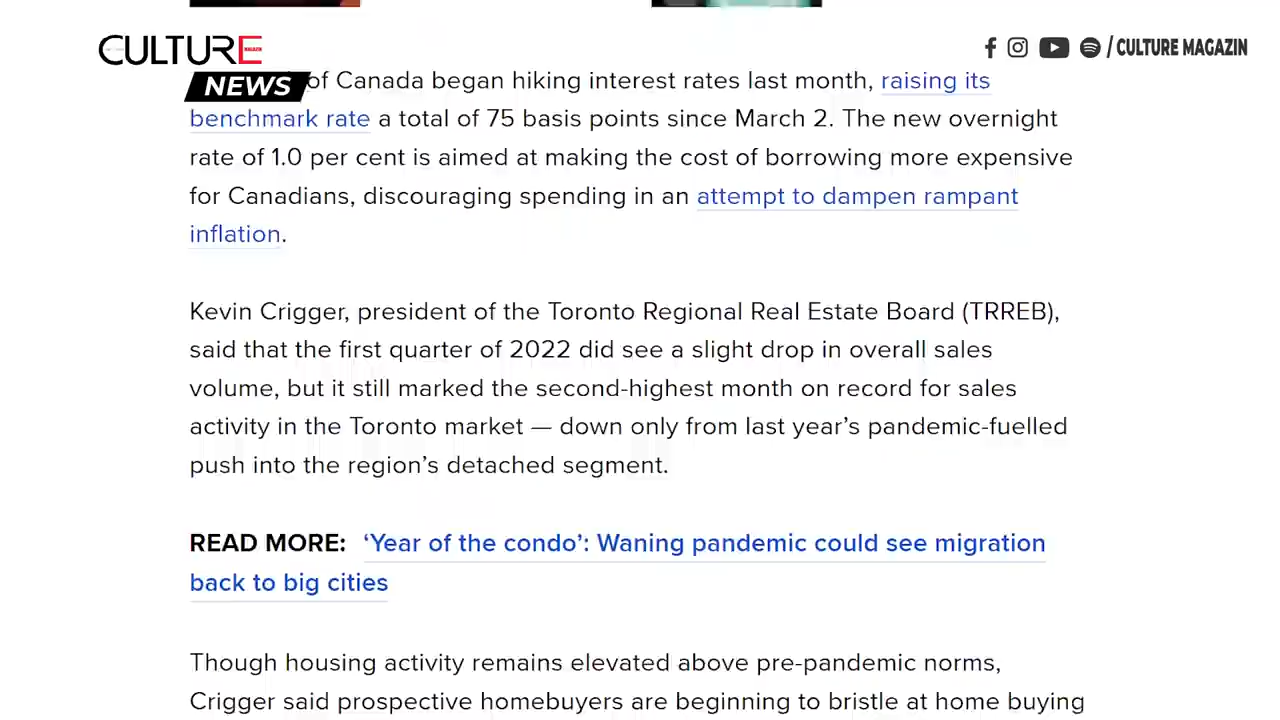 CULTURE
/ CULTURE MAGAZIN
NEWS
of Canada began hiking interest rates last month, raising its
benchmark rate a total of 75 basis points since March 2. The new overnight
rate of 1.0 per cent is aimed at making the cost of borrowing more expensive
for Canadians, discouraging spending in an attempt to dampen rampant
inflation.
Kevin Crigger, president of the Toronto Regional Real Estate Board (TRREB),
said that the first quarter of 2022 did see a slight drop in overall sales
volume, but it still marked the second-highest month on record for sales
activity in the Toronto market — down only from last year’s pandemic-fuelled
push into the region’s detached segment.
READ MORE: ‘Year of the condo’: Waning pandemic could see migration
back to big cities
Though housing activity remains elevated above pre-pandemic norms,
Crigger said prospective homebuyers are beginning to bristle at home buying